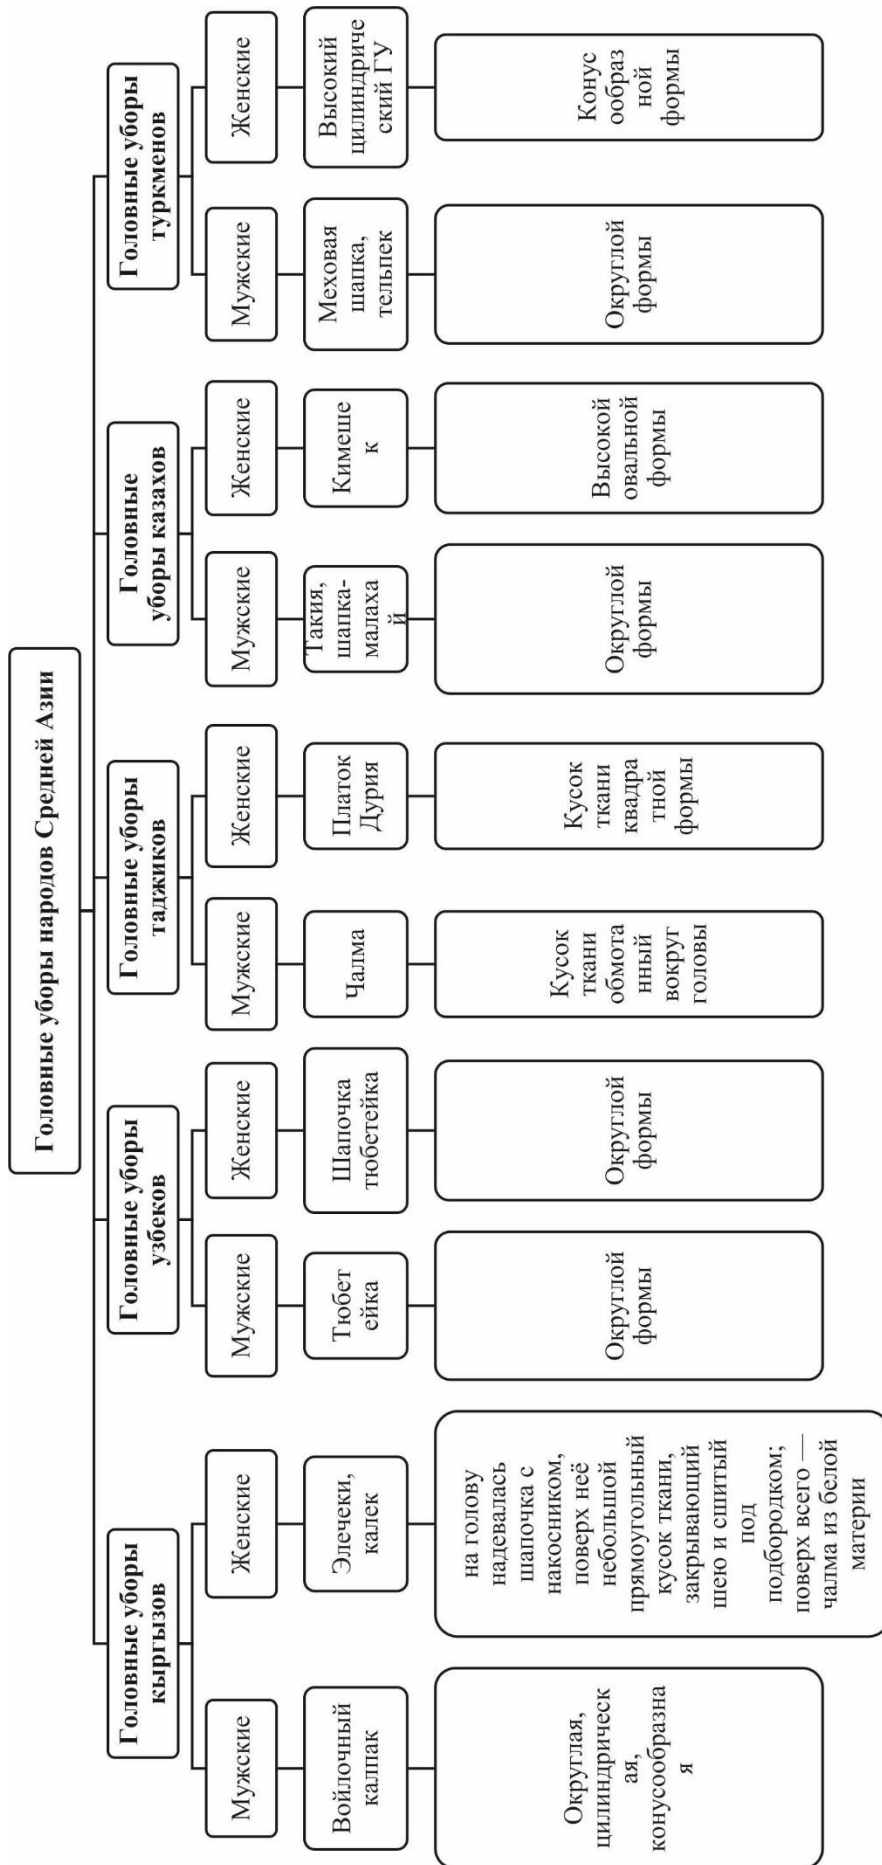 Головные уборы народов Средней Азии
Головные уборы
кыргызов
Головные уборы
узбеков
Головные уборы
таджиков
Головные
уборы казахов
Головные уборы
туркменов
Мужские
Женские
Мужские
Женские
Мужские
Женские
Мужские
Женские
Мужские
Женские
Войлочный
калпак
Элечеки,
калек
Тюбет
ейка
Шапочка
тюбетейка
Чалма
Платок
Дурия
Такия,
шапка-
малаха
й
Кимеше
к
Меховая
шапка,
тельпек
Высокий
цилиндриче
ский ГУ
Округлая,
цилиндрическ
ая,
конусообразна
я
на голову
надевалась
шапочка с
накосником,
поверх неё
небольшой
прямоугольный
кусок ткани,
закрывающий
шею и сшитый
под
подбородком;
поверх всего —
чалма из белой
материи
Округлой
формы
Округлой
формы
Кусок
ткани
обмота
нный
вокруг
головы
Кусок
ткани
квадра
тной
формы
Округлой
формы
Высокой
овальной
формы
Округлой
формы
Конус
ообраз
ной
формы